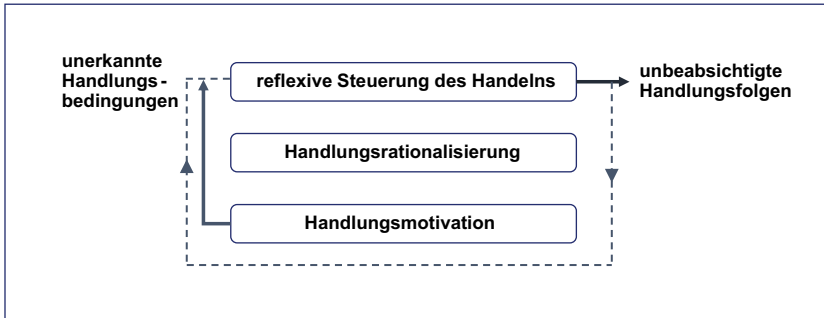 unerkannte
Handlungs-
bedingungen
reflexive Steuerung des Handelns
unbeabsichtigte
Handlungsfolgen
Handlungsrationalisierung
Handlungsmotivation